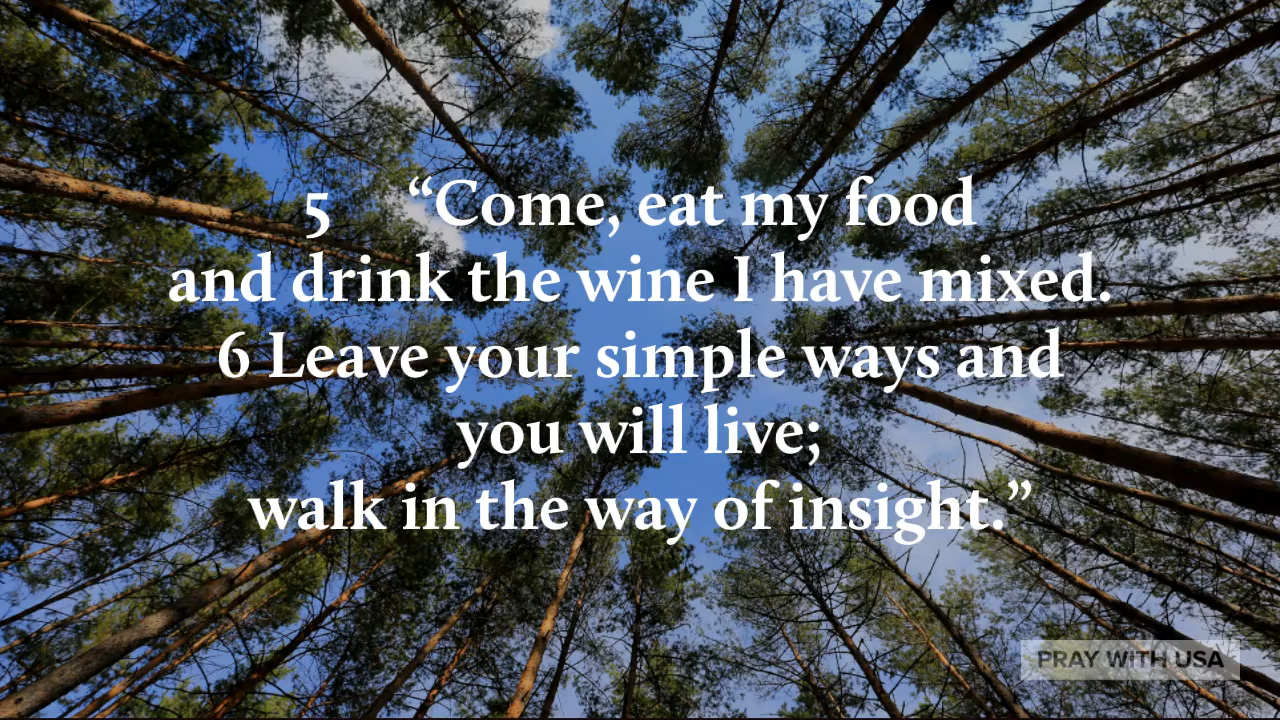 5 “Come, eat my food
and drink the wine I have mixed.
6 Leave your simple ways and
you will live;
walk in the way of insight.”
PRAY WITH USA